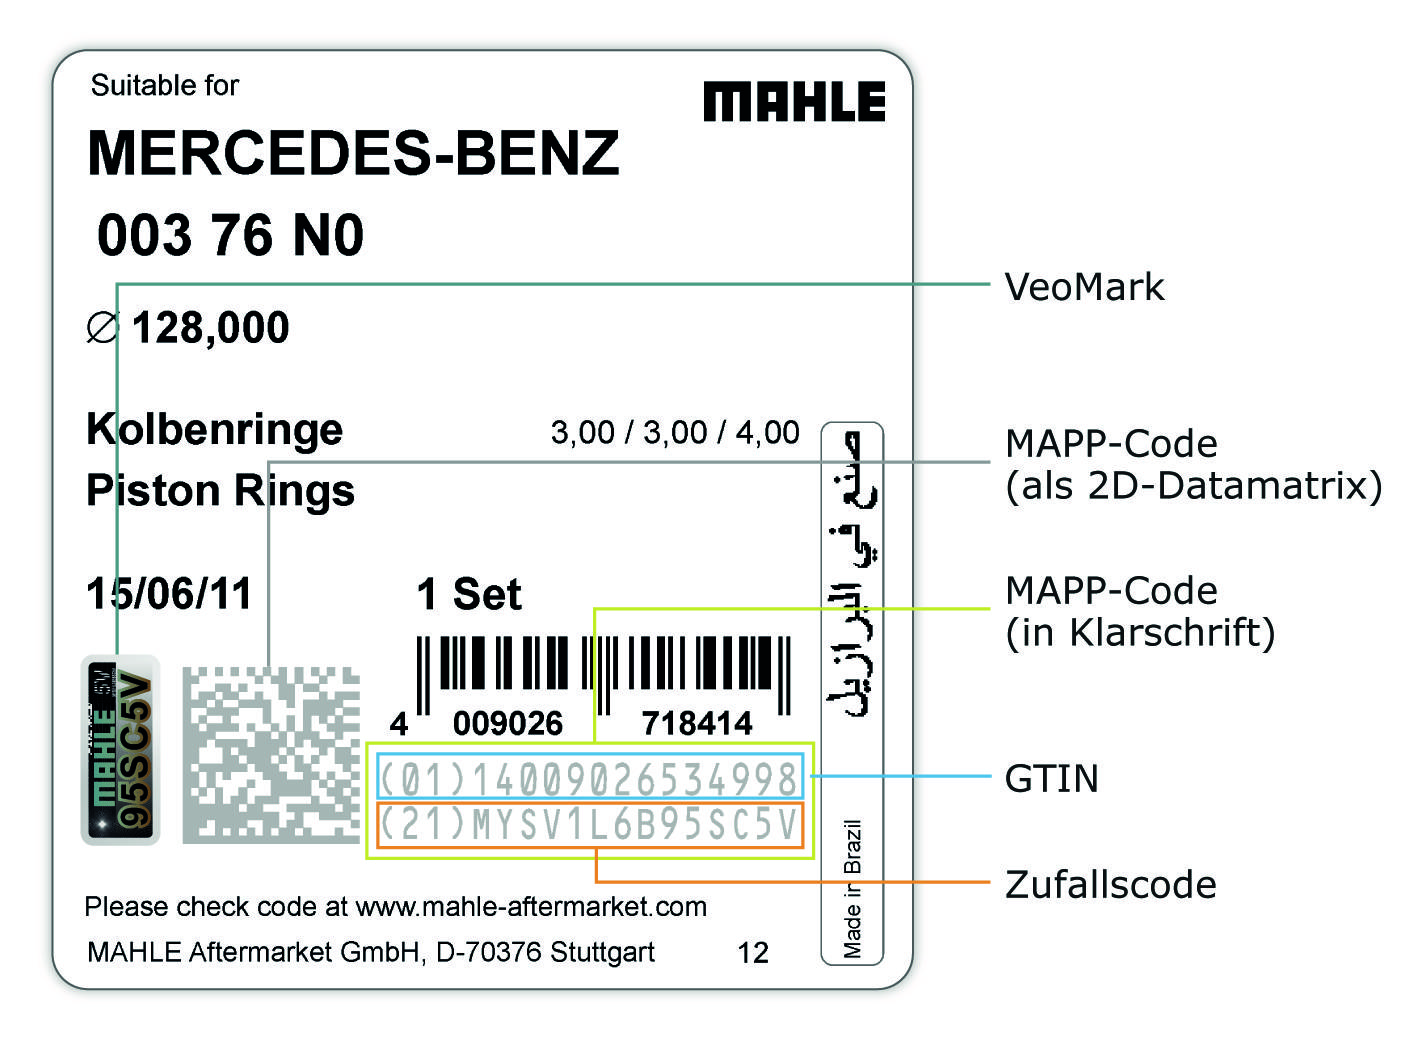 Suitable for
MAHLE
MERCEDES-BENZ
003 76 N0
VeoMark
∅ 128,000
Kolbenringe
3,00 / 3,00 / 4,00
Piston Rings
MAPP-Code
(als 2D-Datamatrix)
صنع في البرازيل
15/06/11
1 Set
MAPP-Code
(in Klarschrift)
MAHLE
95SC5V
4 009026 718414
(01)14009026534998
GTIN
(21)MYSV1L6B95SC5V
Zufallscode
Made in Brazil
Please check code at www.mahle-aftermarket.com
MAHLE Aftermarket GmbH, D-70376 Stuttgart
12